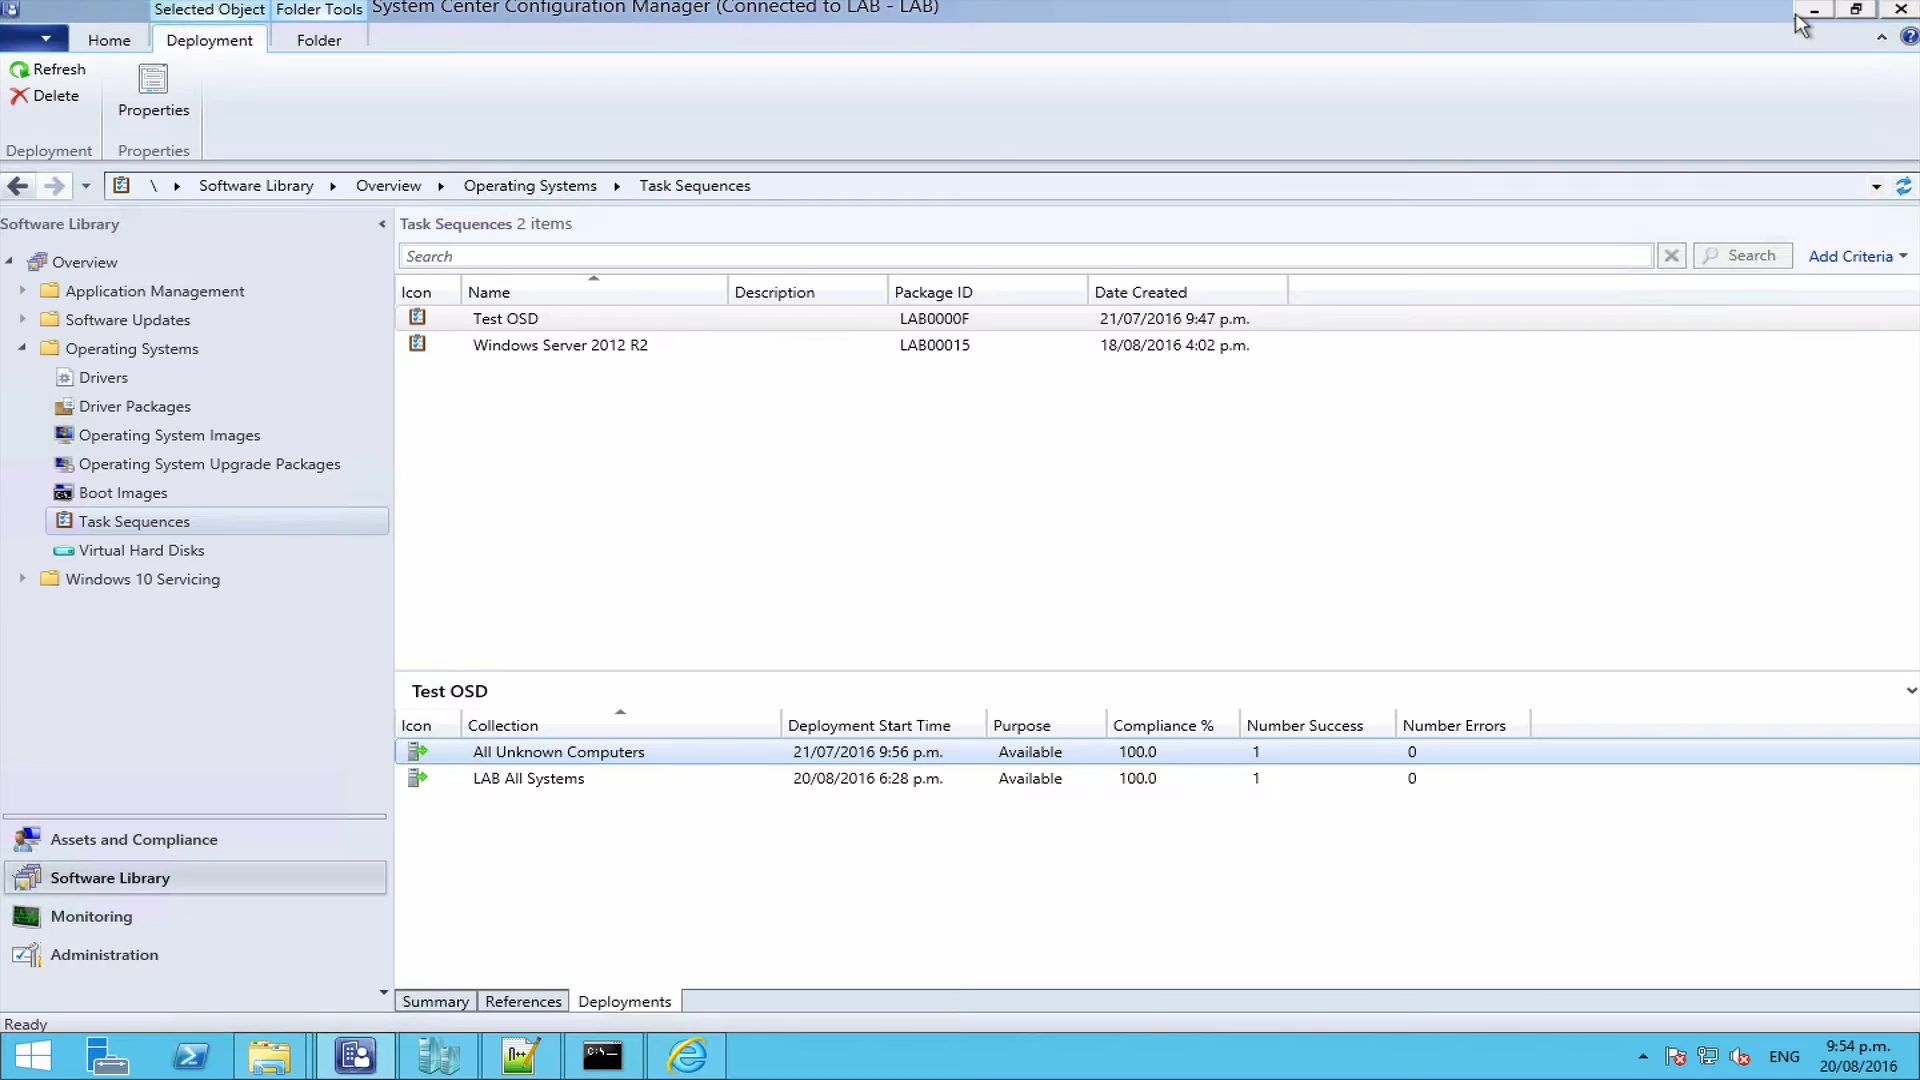 Selected Object Folder Tools System Center Configuration Manager (Connected to LAB - LAB)
Home Deployment Folder
Refresh
Delete
Properties
Deployment Properties
\ Software Library Overview Operating Systems Task Sequences
Software Library
Overview
Application Management
Software Updates
Operating Systems
Drivers
Driver Packages
Operating System Images
Operating System Upgrade Packages
Boot Images
Task Sequences
Virtual Hard Disks
Windows 10 Servicing
Assets and Compliance
Software Library
Monitoring
Administration
Task Sequences 2 items
Search Search Add Criteria
Icon Name Description Package ID Date Created
Test OSD LAB0000F 21/07/2016 9:47 p.m.
Windows Server 2012 R2 LAB00015 18/08/2016 4:02 p.m.
Test OSD
Icon Collection Deployment Start Time Purpose Compliance % Number Success Number Errors
All Unknown Computers 21/07/2016 9:56 p.m. Available 100.0 1 0
LAB All Systems 20/08/2016 6:28 p.m. Available 100.0 1 0
Summary References Deployments
Ready
ENG 9:54 p.m.
20/08/2016